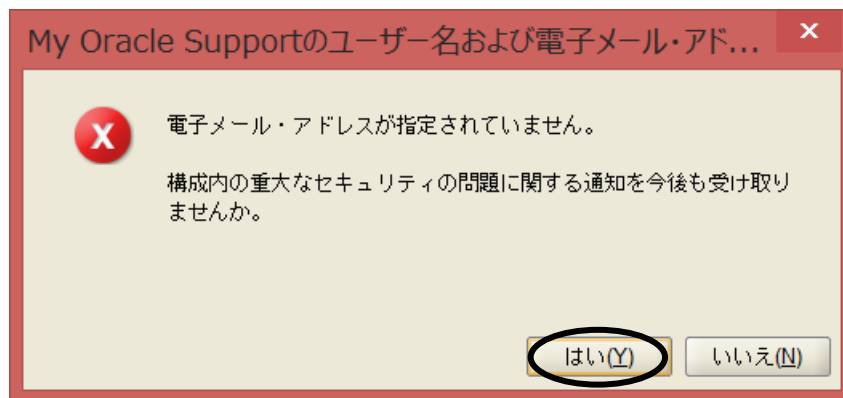 My Oracle Supportのユーザー名および電子メール・アド...
電子メール・アドレスが指定されていません。
構成内の重大なセキュリティの問題に関する通知を今後も受け取り
ませんか。
はい(Y) いいえ(N)